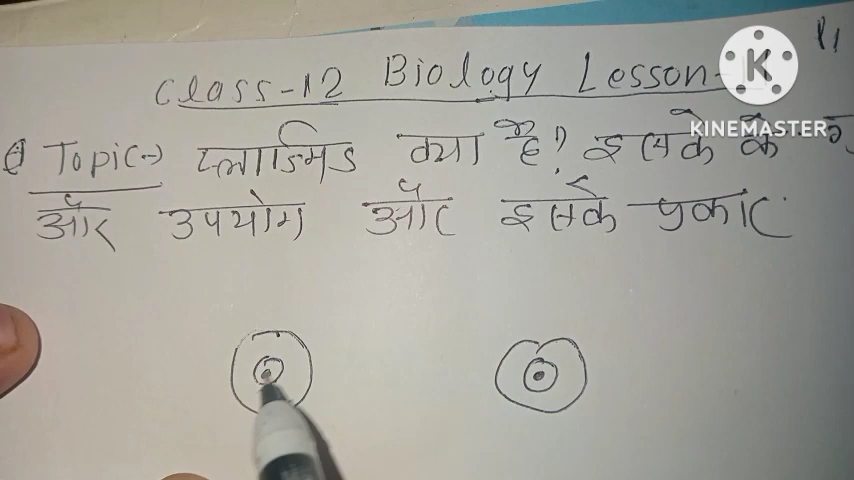 Class-12 Biology Lesson-
Topic→ प्लाज्मिड क्या है? इसके
और उपयोग और इसके प्रकार
KINEMASTER